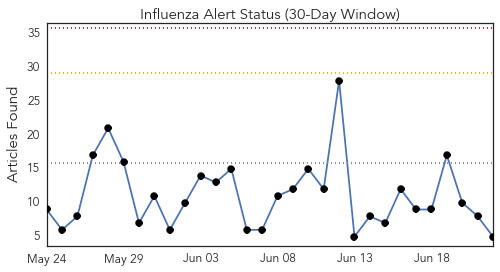 Influenza Alert Status (30-Day Window)
Articles Found
35
30
25
20
15
10
5
May 24 May 29 Jun 03 Jun 08 Jun 13 Jun 18